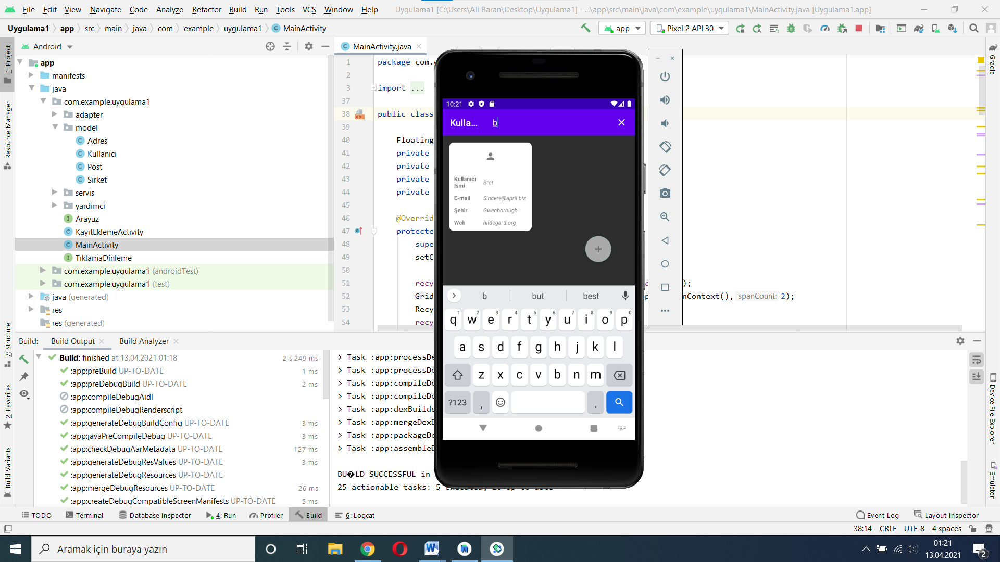 File Edit View Navigate Code Analyze Refactor Build Run Tools VCS Window Help Uygulama1 [C:\Users\Ali Baran\Desktop\Uygulama1] - ...\app\src\main\java\com\example\uygulama1\MainActivity.java [Uygulama1.app]
Uygulama1 app src main java com example uygulama1 MainActivity app Pixel 2 API 30
Android
MainActivity.java
1: Project
Resource Manager
7: Structure
2: Favorites
Build Variants
Gradle
Device File Explorer
Emulator
app
manifests
java
com.example.uygulama1
adapter
model
Adres
Kullanici
Post
Sirket
servis
yardimci
Arayuz
KayitEklemeActivity
MainActivity
TıklamaDinleme
com.example.uygulama1 (androidTest)
com.example.uygulama1 (test)
java (generated)
res
res (generated)
1 package com.e
2
3 import ...
37
38 public class
39
40 Floating
41 private
42 private
43 private
44 private
45
46 @Overrid
47 protecte
48 supe
49 setC
50
51 recy );
52 Grid nContext(), spanCount: 2);
53 Recy
54 recy
10:21
Kulla... b
Kullanıcı İsmi Bret
E-mail Sincere@april.biz
Şehir Gwenborough
Web hildegard.org
b but best
q1 w2 e3 r4 t5 y6 u7 i8 o9 p0
a s d f g h j k l
z x c v b n m
?123 , .
Build: Build Output Build Analyzer
Build: finished at 13.04.2021 01:18 2 s 249 ms
:app:preBuild UP-TO-DATE 1 ms
:app:preDebugBuild UP-TO-DATE 2 ms
:app:compileDebugAidl
:app:compileDebugRenderscript
:app:generateDebugBuildConfig UP-TO-DATE 3 ms
:app:javaPreCompileDebug UP-TO-DATE 3 ms
:app:checkDebugAarMetadata UP-TO-DATE 127 ms
:app:generateDebugResValues UP-TO-DATE 3 ms
:app:generateDebugResources UP-TO-DATE
:app:mergeDebugResources UP-TO-DATE 26 ms
:app:createDebugCompatibleScreenManifests UP-TO-DATE 5 ms
> Task :app:processDe
> Task :app:processDe
> Task :app:compileDe
> Task :app:compileDe
> Task :app:dexBuilde
> Task :app:mergeDexD
> Task :app:packageDe
> Task :app:assembleD
BU�LD SUCCESSFUL in
25 actionable tasks: 5
TODO Terminal Database Inspector 4: Run Profiler Build 6: Logcat Event Log Layout Inspector
38:14 CRLF UTF-8 4 spaces
Aramak için buraya yazın
01:21
13.04.2021
2